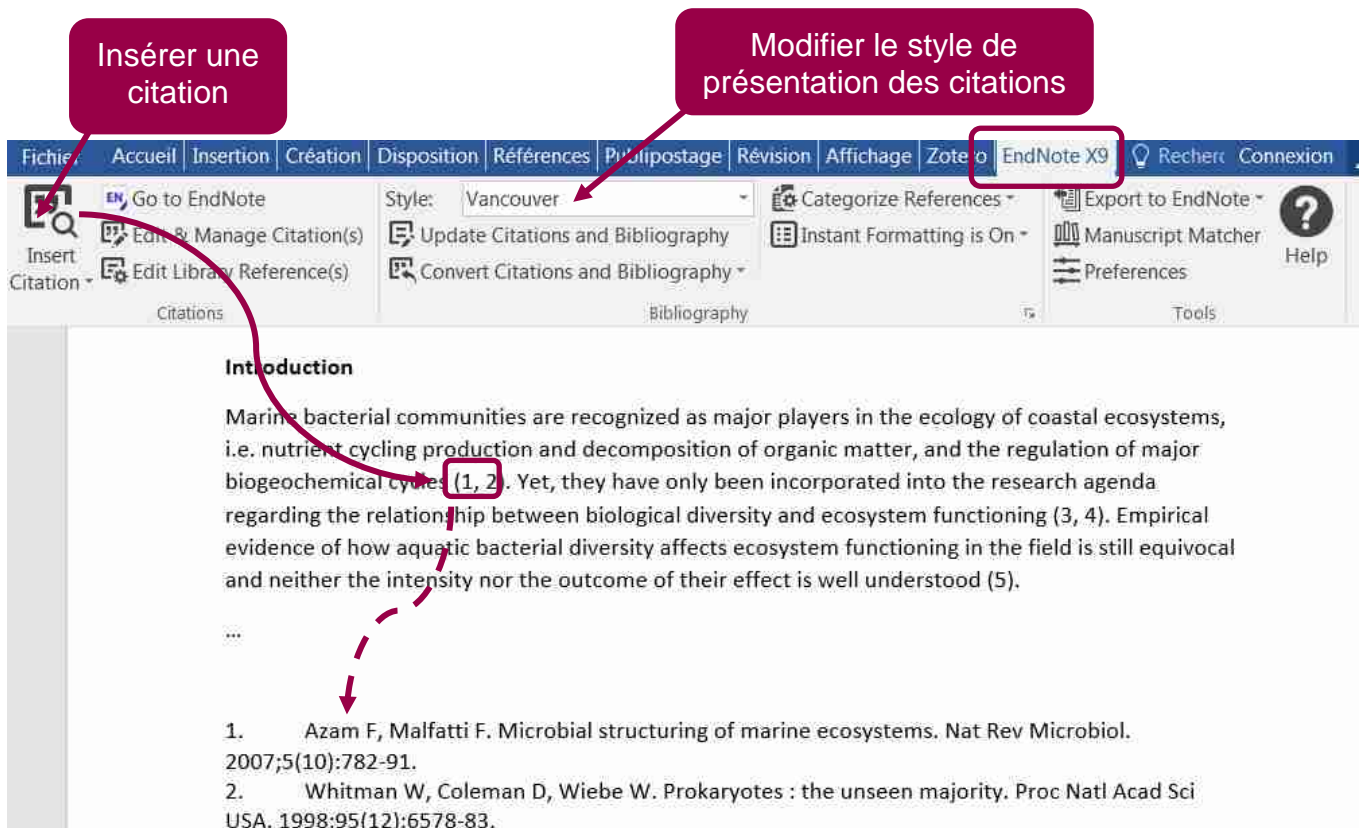 Insérer une
citation
Modifier le style de
présentation des citations
Fichier Accueil Insertion Création Disposition Références Publipostage Révision Affichage Zotero EndNote X9 Recherc Connexion
Insert
Citation
Go to EndNote
Edit & Manage Citation(s)
Edit Library Reference(s)
Citations
Style: Vancouver
Update Citations and Bibliography
Convert Citations and Bibliography
Categorize References
Instant Formatting is On
Bibliography
Export to EndNote
Manuscript Matcher
Preferences
Tools
Help
Introduction
Marine bacterial communities are recognized as major players in the ecology of coastal ecosystems,
i.e. nutrient cycling production and decomposition of organic matter, and the regulation of major
biogeochemical cycles (1, 2). Yet, they have only been incorporated into the research agenda
regarding the relationship between biological diversity and ecosystem functioning (3, 4). Empirical
evidence of how aquatic bacterial diversity affects ecosystem functioning in the field is still equivocal
and neither the intensity nor the outcome of their effect is well understood (5).
...
1. Azam F, Malfatti F. Microbial structuring of marine ecosystems. Nat Rev Microbiol.
2007;5(10):782-91.
2. Whitman W, Coleman D, Wiebe W. Prokaryotes : the unseen majority. Proc Natl Acad Sci
USA. 1998;95(12):6578-83.